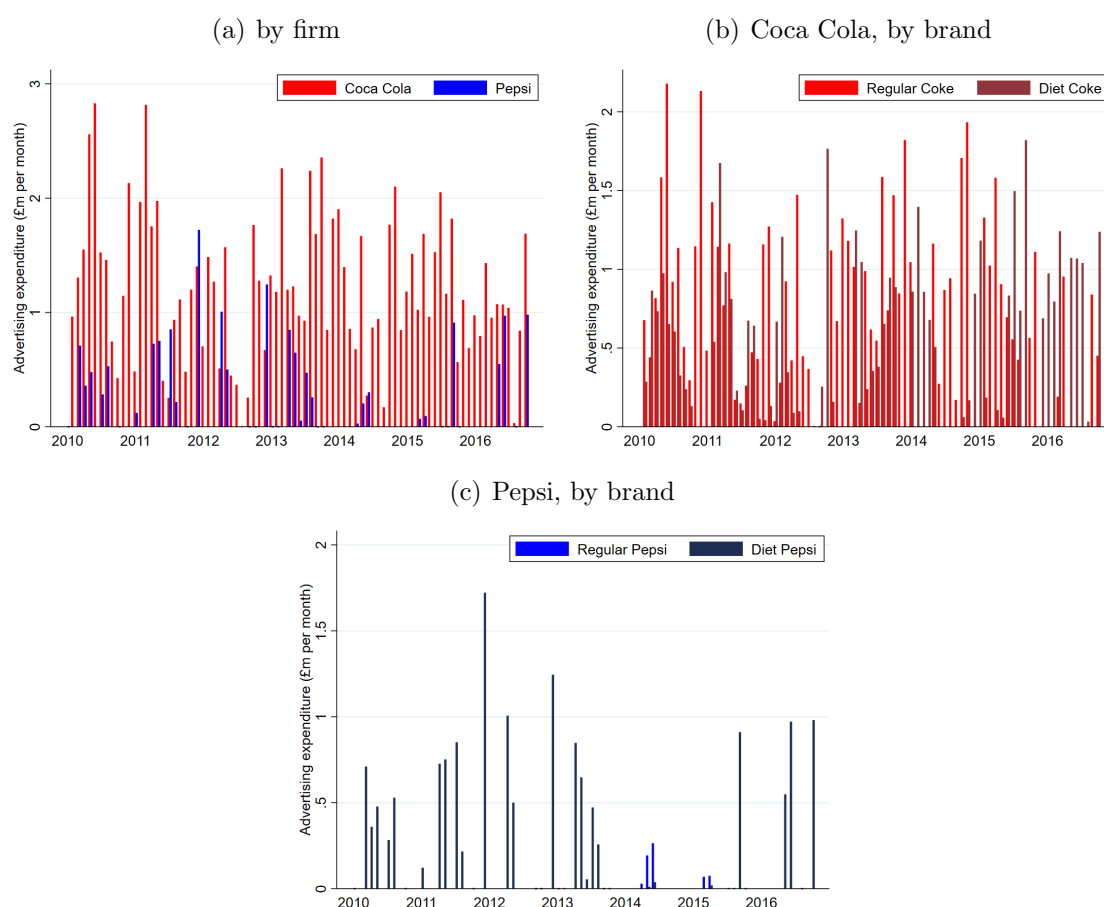 (a) by firm
(b) Coca Cola, by brand
Advertising expenditure (£m per month)
0
1
2
3
Coca Cola
Pepsi
2010 2011 2012 2013 2014 2015 2016
Advertising expenditure (£m per month)
0
.5
1
1.5
2
Regular Coke
Diet Coke
2010 2011 2012 2013 2014 2015 2016
(c) Pepsi, by brand
Advertising expenditure (£m per month)
0
.5
1
1.5
2
Regular Pepsi
Diet Pepsi
2010 2011 2012 2013 2014 2015 2016